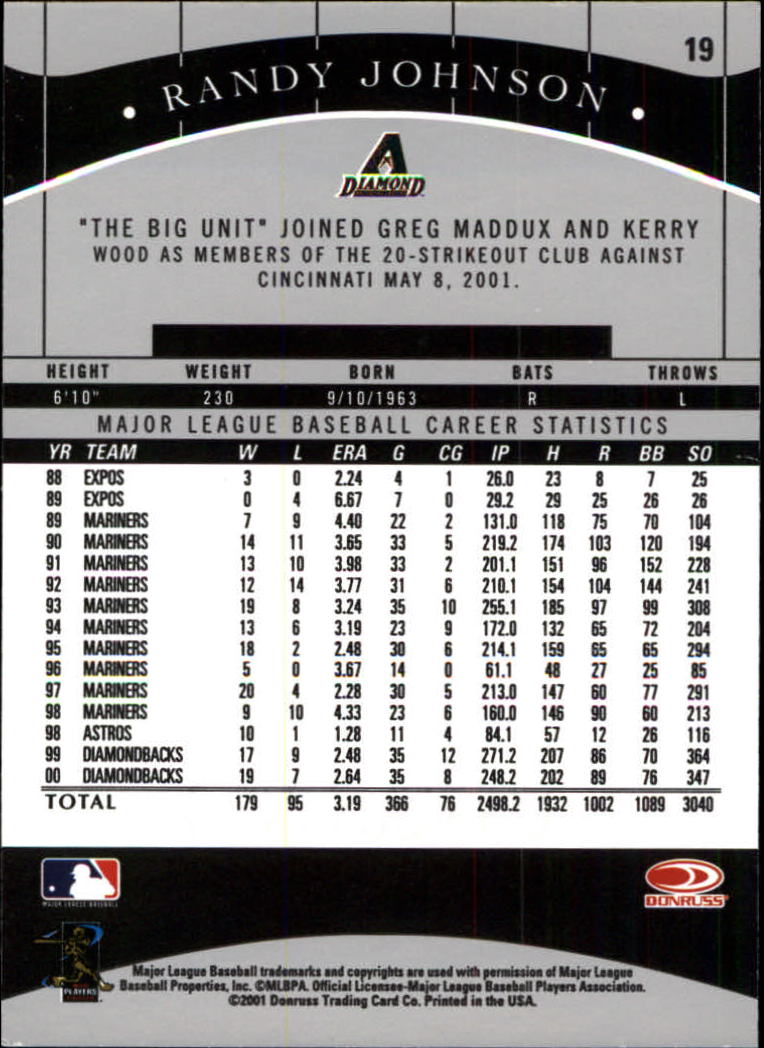 19
RANDY JOHNSON
A
DIAMOND
"THE BIG UNIT" JOINED GREG MADDUX AND KERRY
WOOD AS MEMBERS OF THE 20-STRIKEOUT CLUB AGAINST
CINCINNATI MAY 8, 2001.
HEIGHT WEIGHT BORN BATS THROWS
6'10" 230 9/10/1963 R L
MAJOR LEAGUE BASEBALL CAREER STATISTICS
YR TEAM W L ERA G CG IP H R BB SO
88 EXPOS 3 0 2.24 4 1 26.0 23 8 7 25
89 EXPOS 0 4 6.67 7 0 29.2 29 25 26 26
89 MARINERS 7 9 4.40 22 2 131.0 118 75 70 104
90 MARINERS 14 11 3.65 33 5 219.2 174 103 120 194
91 MARINERS 13 10 3.98 33 2 201.1 151 96 152 228
92 MARINERS 12 14 3.77 31 6 210.1 154 104 144 241
93 MARINERS 19 8 3.24 35 10 255.1 185 97 99 308
94 MARINERS 13 6 3.19 23 9 172.0 132 65 72 204
95 MARINERS 18 2 2.48 30 6 214.1 159 65 65 294
96 MARINERS 5 0 3.67 14 0 61.1 48 27 25 85
97 MARINERS 20 4 2.28 30 5 213.0 147 60 77 291
98 MARINERS 9 10 4.33 23 6 160.0 146 90 60 213
98 ASTROS 10 1 1.28 11 4 84.1 57 12 26 116
99 DIAMONDBACKS 17 9 2.48 35 12 271.2 207 86 70 364
00 DIAMONDBACKS 19 7 2.64 35 8 248.2 202 89 76 347
TOTAL 179 95 3.19 366 76 2498.2 1932 1002 1089 3040
MAJOR LEAGUE BASEBALL
DONRUSS
PLAYERS
Major League Baseball trademarks and copyrights are used with permission of Major League
Baseball Properties, Inc. ©MLBPA. Official Licensee-Major League Baseball Players Association.
©2001 Donruss Trading Card Co. Printed in the USA.